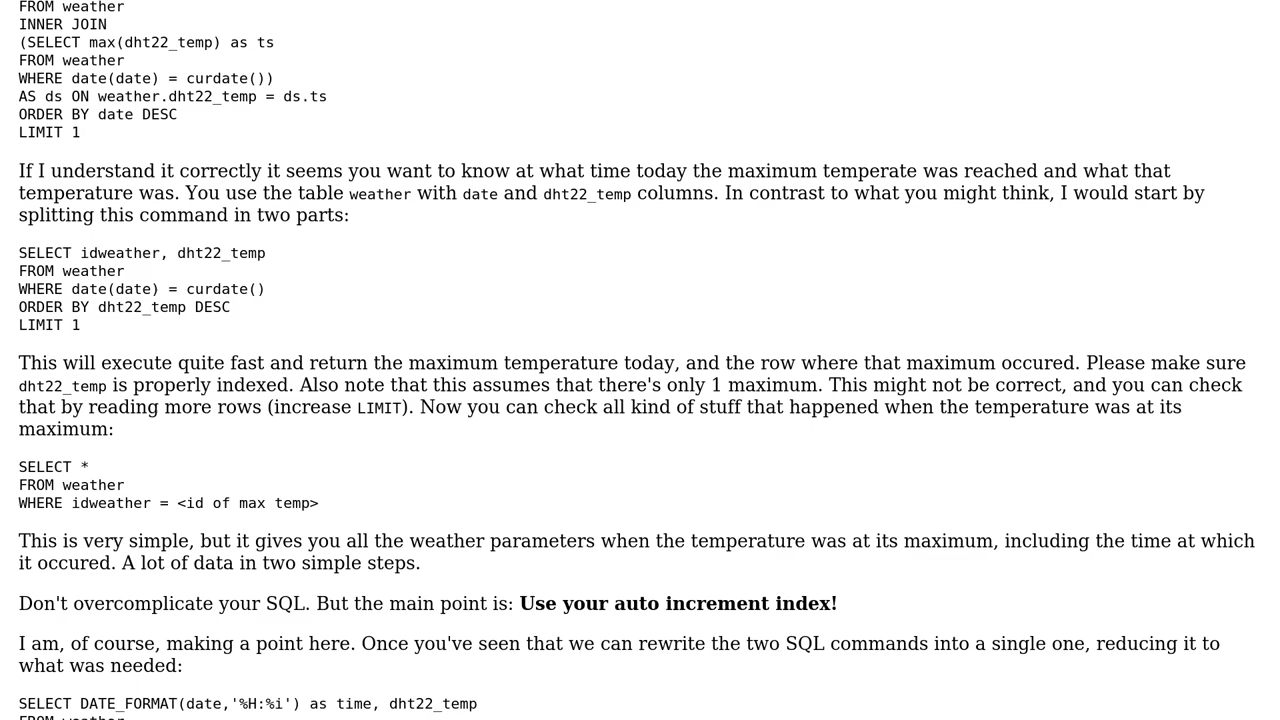 FROM weather
INNER JOIN
(SELECT max(dht22_temp) as ts
FROM weather
WHERE date(date) = curdate())
AS ds ON weather.dht22_temp = ds.ts
ORDER BY date DESC
LIMIT 1
If I understand it correctly it seems you want to know at what time today the maximum temperate was reached and what that
temperature was. You use the table weather with date and dht22_temp columns. In contrast to what you might think, I would start by
splitting this command in two parts:
SELECT idweather, dht22_temp
FROM weather
WHERE date(date) = curdate()
ORDER BY dht22_temp DESC
LIMIT 1
This will execute quite fast and return the maximum temperature today, and the row where that maximum occured. Please make sure
dht22_temp is properly indexed. Also note that this assumes that there's only 1 maximum. This might not be correct, and you can check
that by reading more rows (increase LIMIT). Now you can check all kind of stuff that happened when the temperature was at its
maximum:
SELECT *
FROM weather
WHERE idweather = <id of max temp>
This is very simple, but it gives you all the weather parameters when the temperature was at its maximum, including the time at which
it occured. A lot of data in two simple steps.
Don't overcomplicate your SQL. But the main point is: Use your auto increment index!
I am, of course, making a point here. Once you've seen that we can rewrite the two SQL commands into a single one, reducing it to
what was needed:
SELECT DATE_FORMAT(date,'%H:%i') as time, dht22_temp
FROM weather